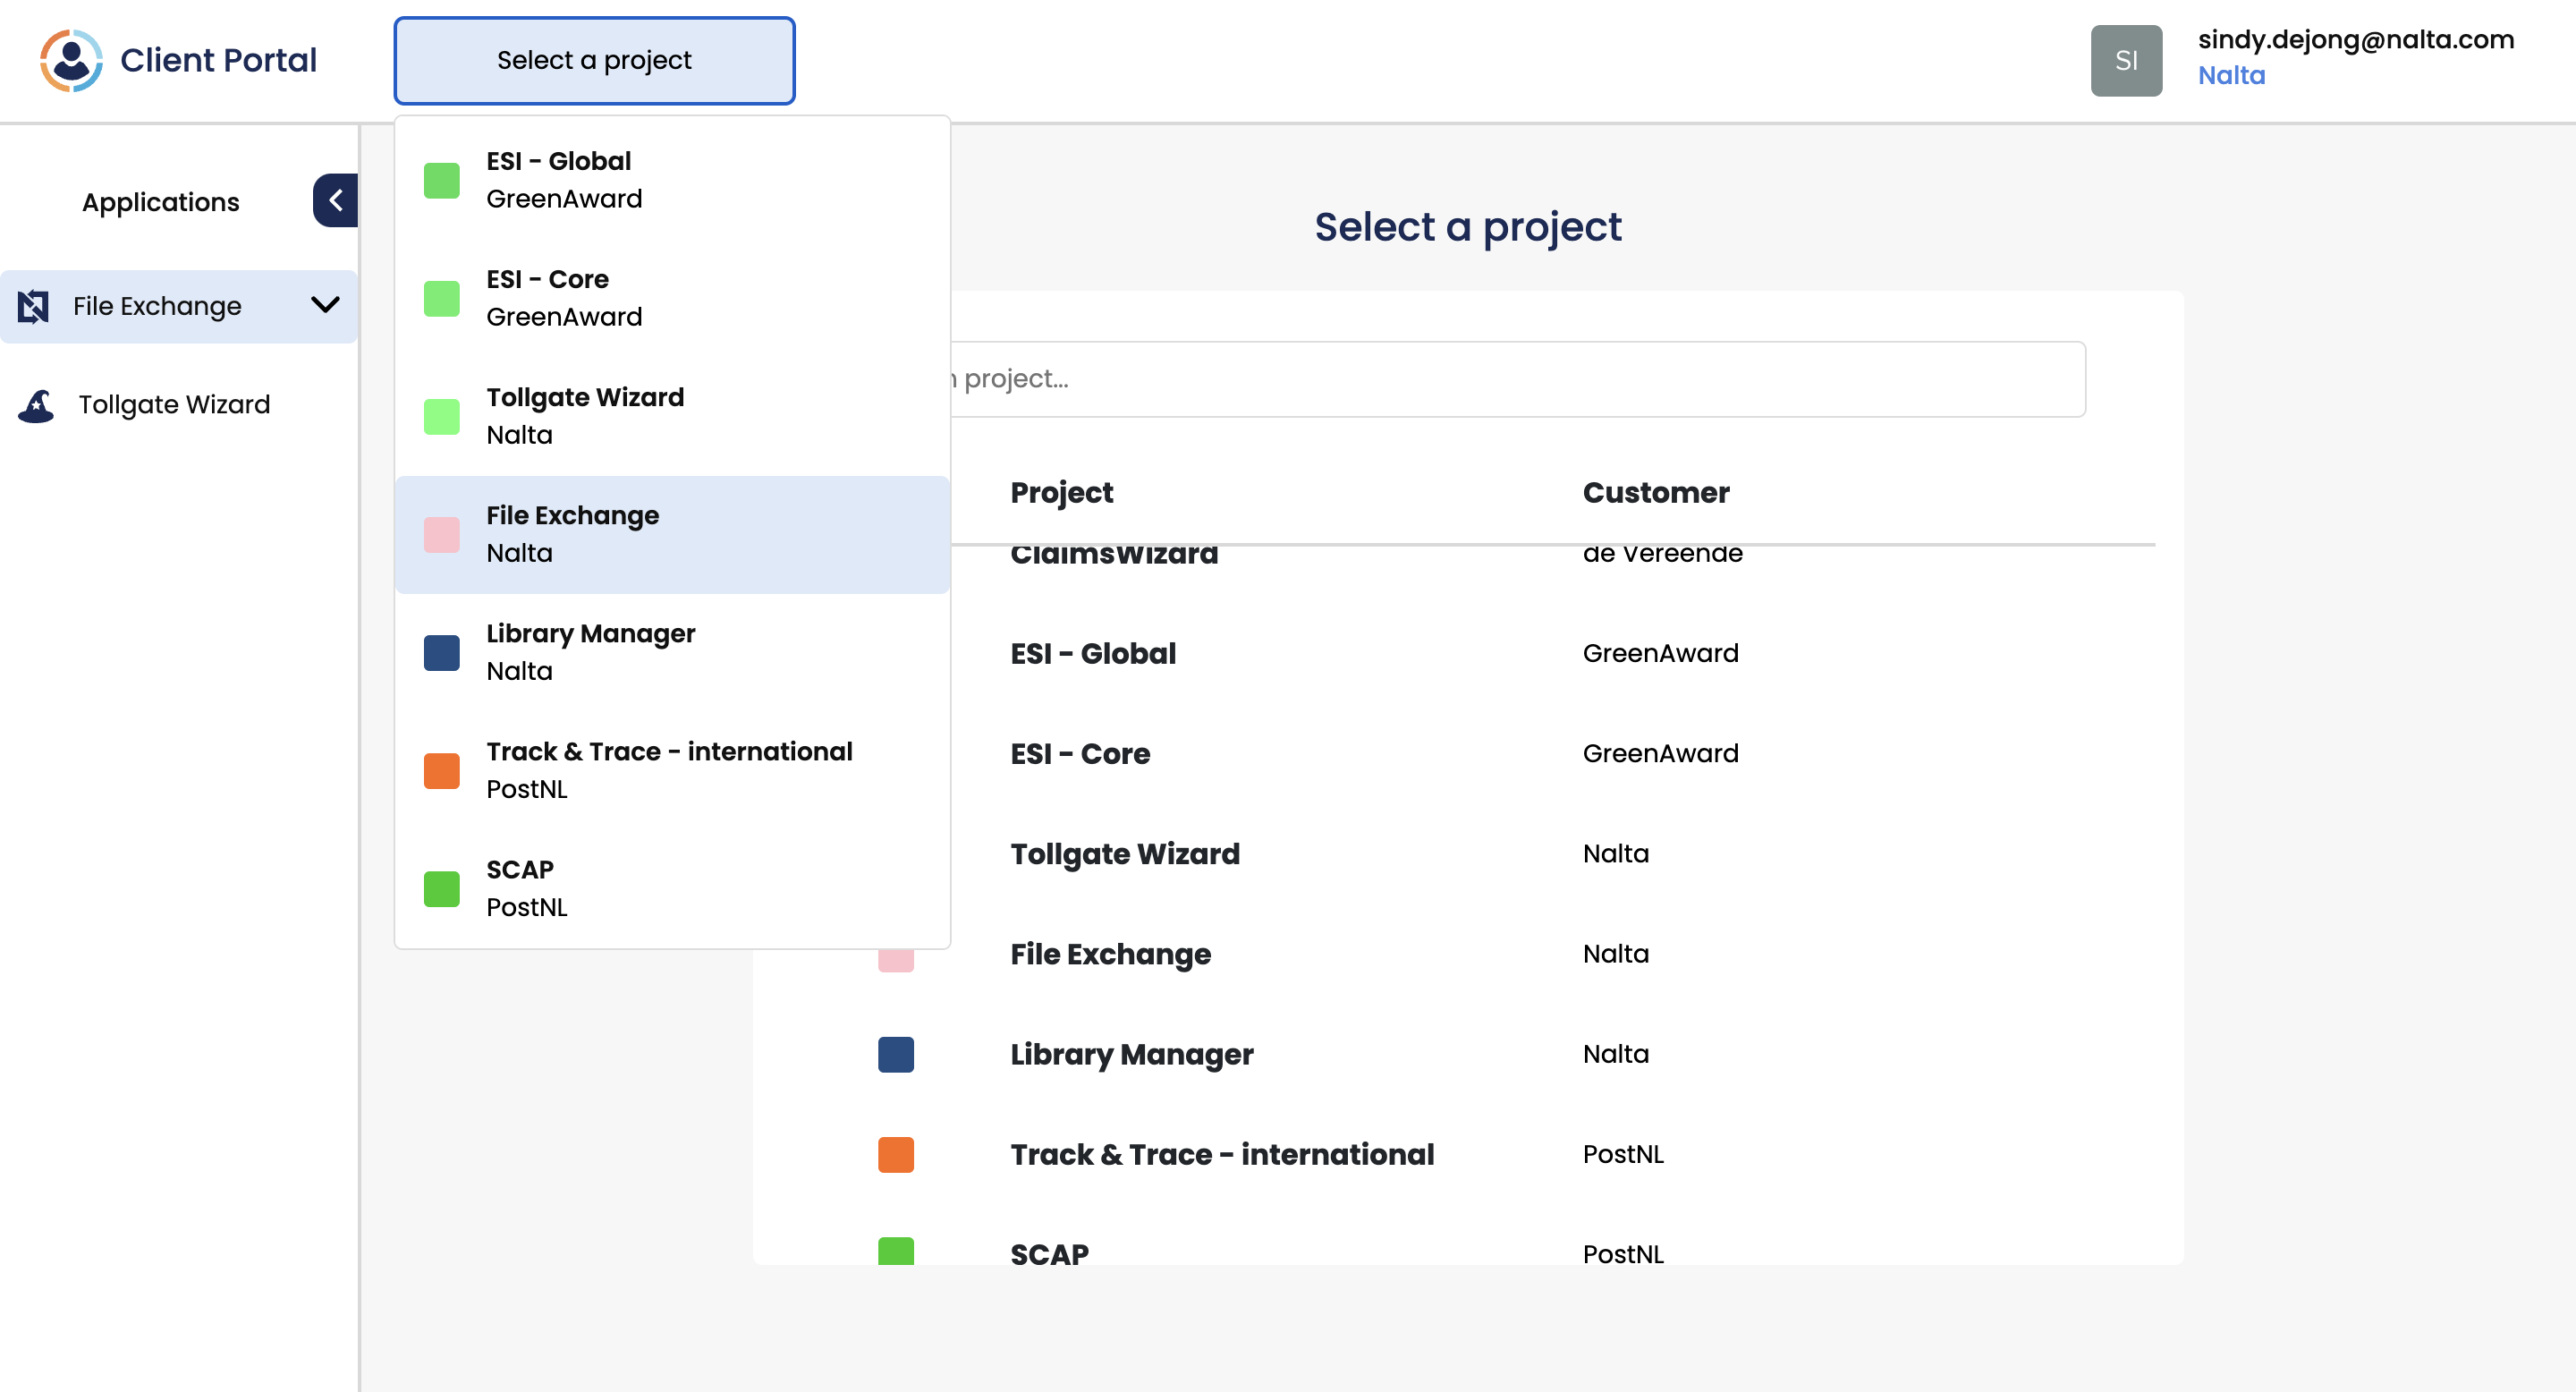 Client Portal
Select a project
SI
sindy.dejong@nalta.com
Nalta
Applications
File Exchange
Tollgate Wizard
ESI - Global
GreenAward
ESI - Core
GreenAward
Tollgate Wizard
Nalta
File Exchange
Nalta
Library Manager
Nalta
Track & Trace - international
PostNL
SCAP
PostNL
Select a project
project...
Project Customer
ClaimsWizard de Vereende
ESI - Global GreenAward
ESI - Core GreenAward
Tollgate Wizard Nalta
File Exchange Nalta
Library Manager Nalta
Track & Trace - international PostNL
SCAP PostNL